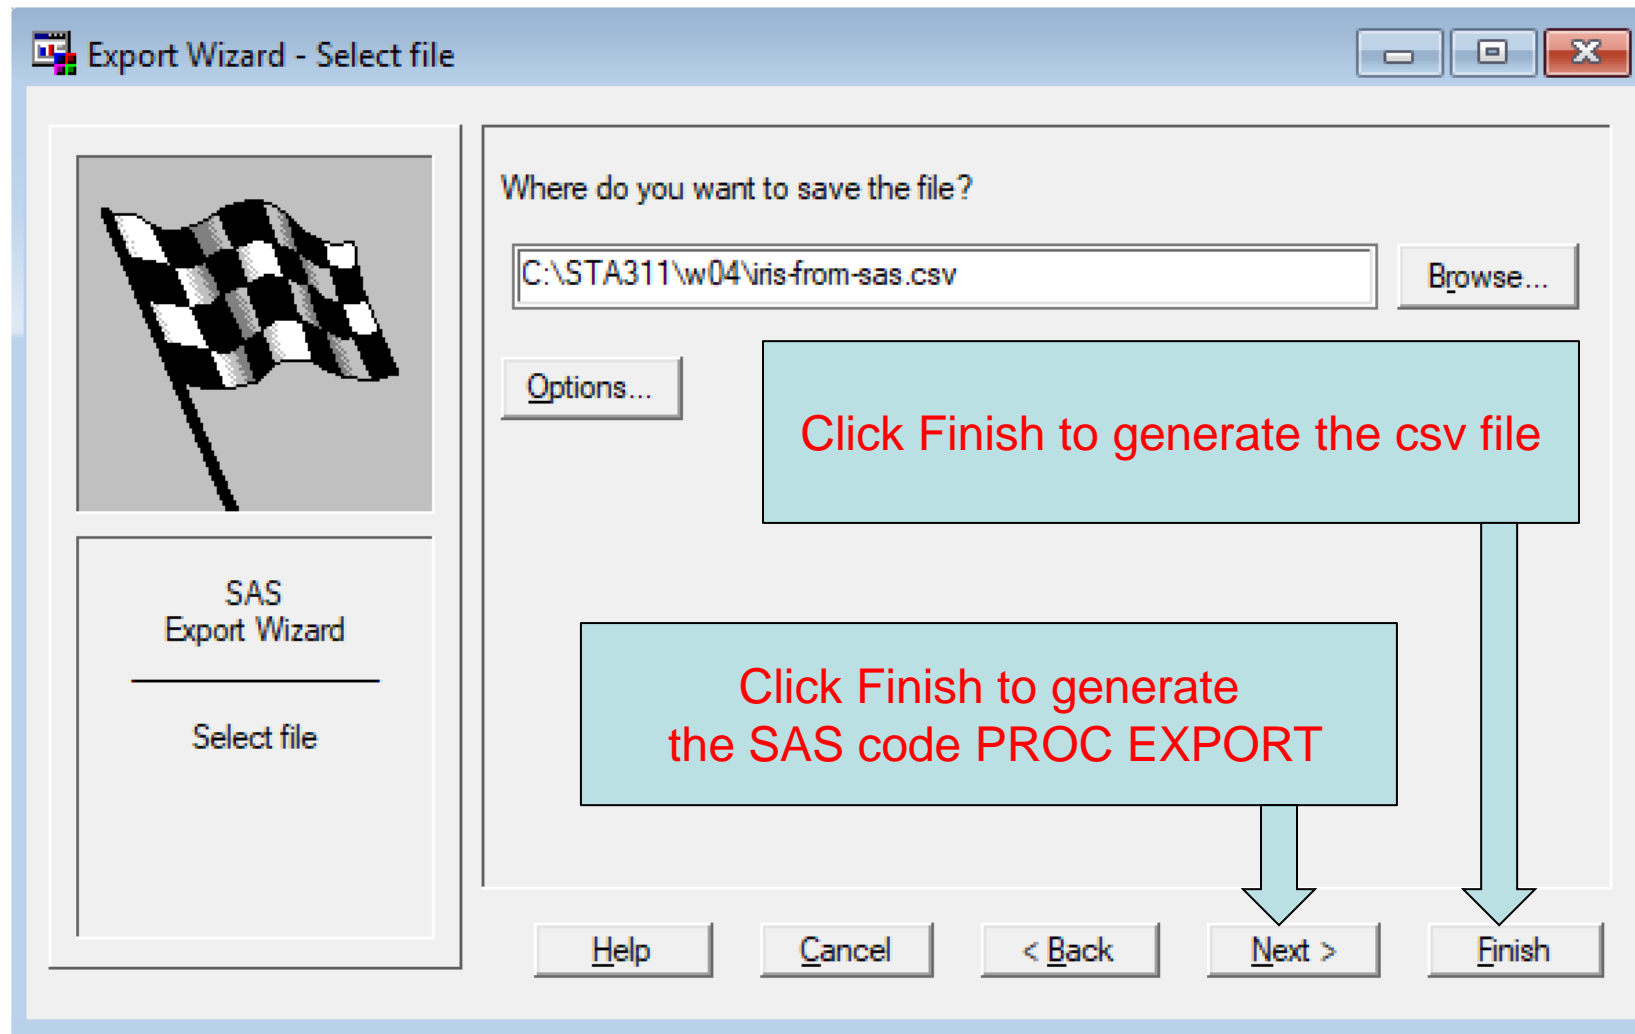 Export Wizard - Select file
Where do you want to save the file?
C:\STA311\w04\iris-from-sas.csv
Browse...
Options...
Click Finish to generate the csv file
SAS
Export Wizard
Select file
Click Finish to generate
the SAS code PROC EXPORT
Help
Cancel
< Back
Next >
Finish